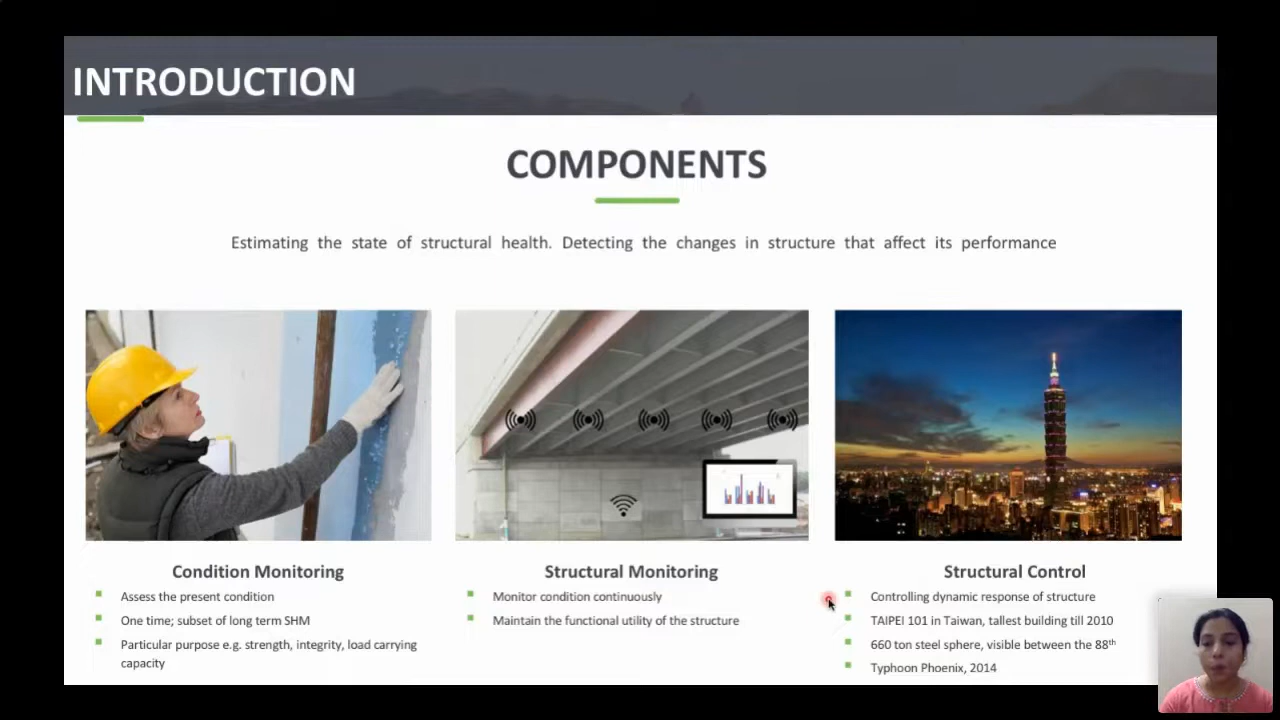 INTRODUCTION
COMPONENTS
Estimating the state of structural health. Detecting the changes in structure that affect its performance
Condition Monitoring
Assess the present condition
One time; subset of long term SHM
Particular purpose e.g. strength, integrity, load carrying
capacity
Structural Monitoring
Monitor condition continuously
Maintain the functional utility of the structure
Structural Control
Controlling dynamic response of structure
TAIPEI 101 in Taiwan, tallest building till 2010
660 ton steel sphere, visible between the 88th
Typhoon Phoenix, 2014